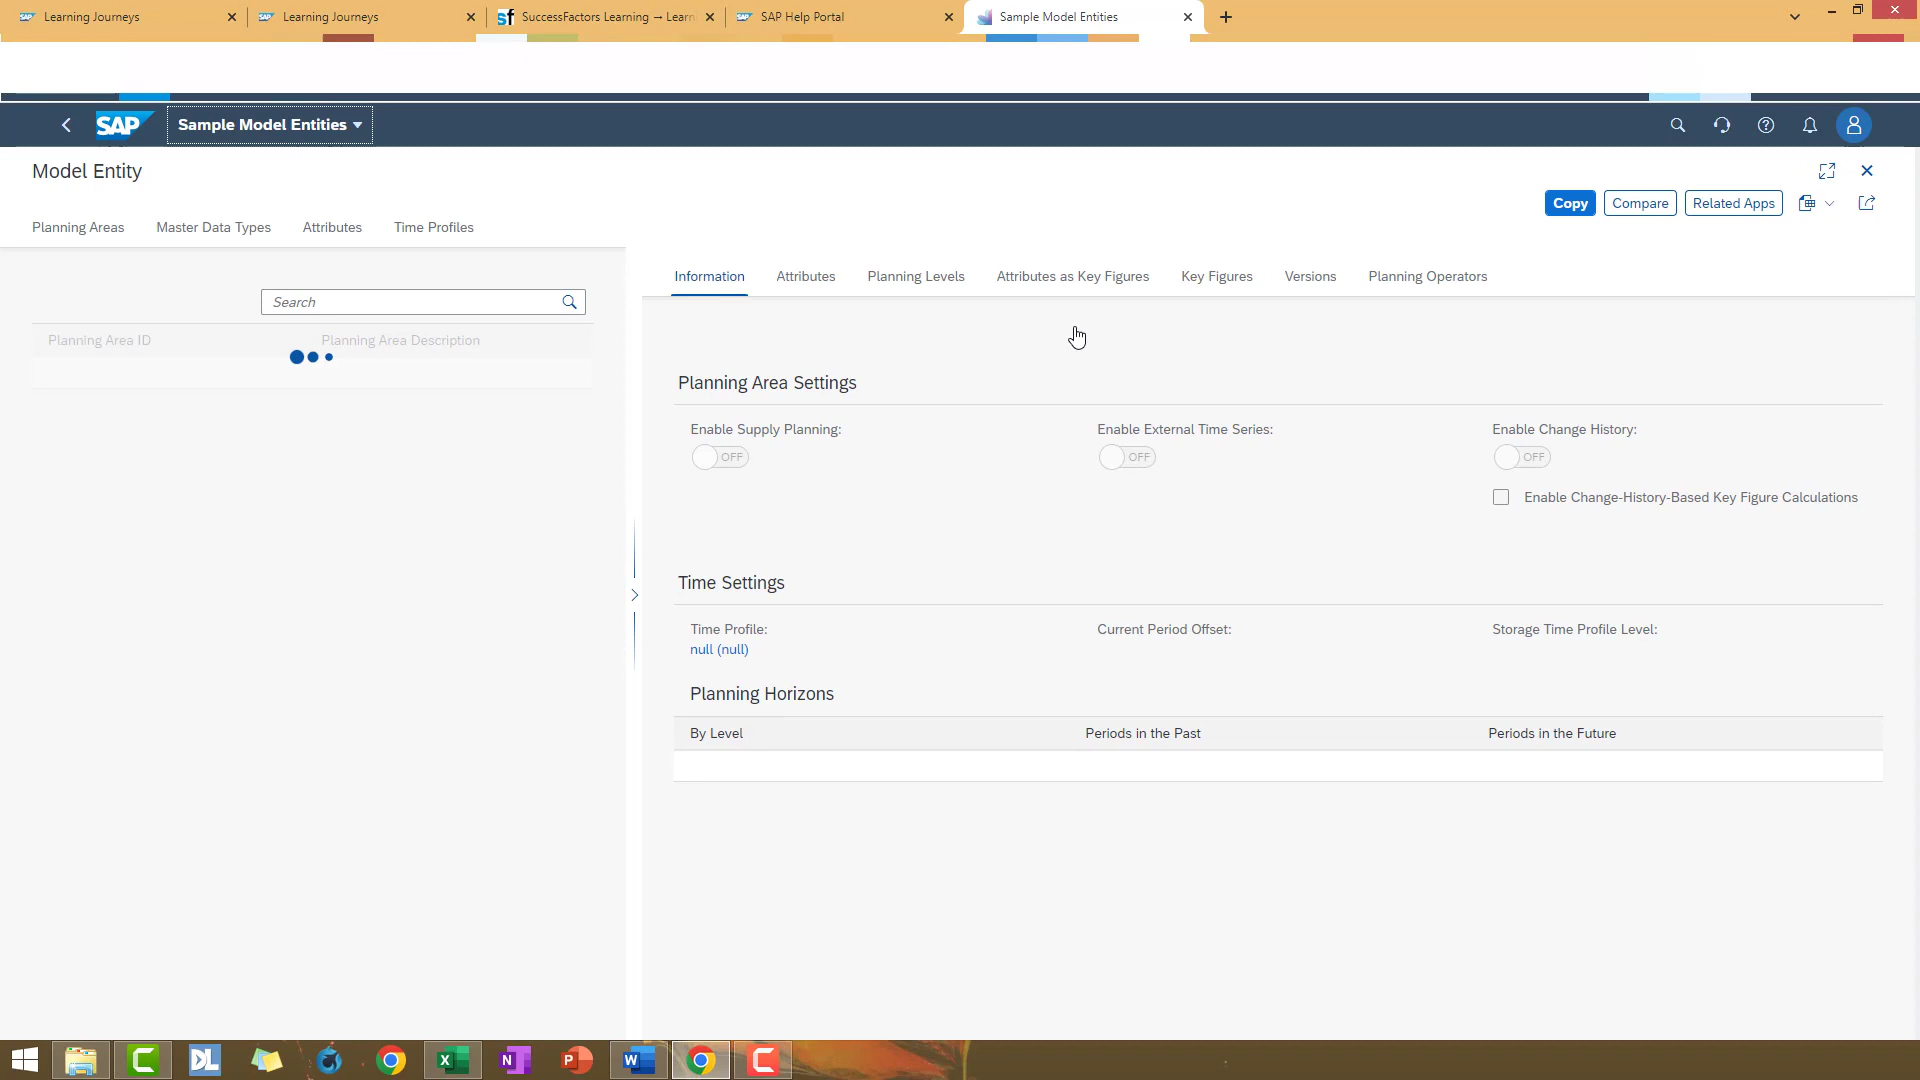 Learning Journeys
Learning Journeys
sf SuccessFactors Learning → Learn
SAP Help Portal
Sample Model Entities
SAP Sample Model Entities
Model Entity
Copy Compare Related Apps
Planning Areas Master Data Types Attributes Time Profiles
Information Attributes Planning Levels Attributes as Key Figures Key Figures Versions Planning Operators
Search
Planning Area ID Planning Area Description
Planning Area Settings
Enable Supply Planning: Enable External Time Series: Enable Change History:
OFF OFF OFF
Enable Change-History-Based Key Figure Calculations
Time Settings
Time Profile: Current Period Offset: Storage Time Profile Level:
null (null)
Planning Horizons
By Level Periods in the Past Periods in the Future
DL X N P W